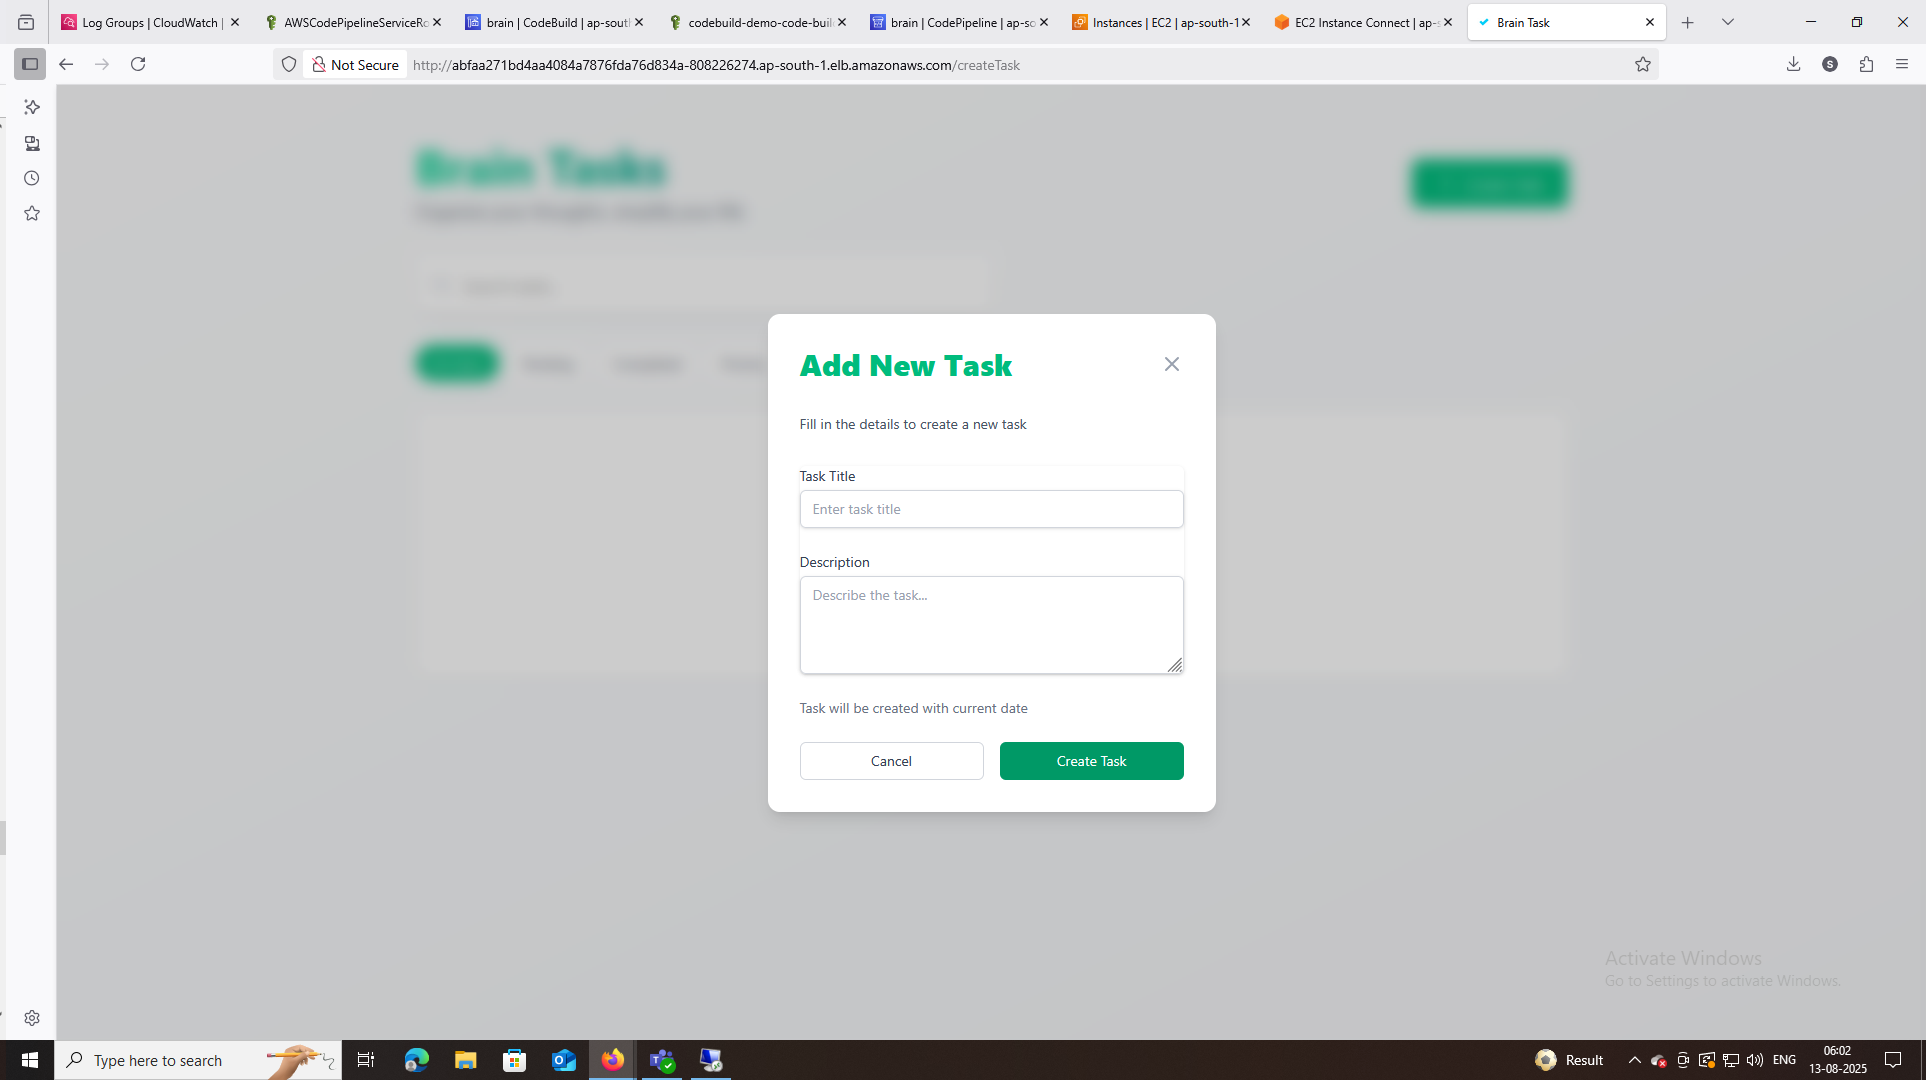 Log Groups | CloudWatch |
AWSCodePipelineServiceRo
brain | CodeBuild | ap-sout
codebuild-demo-code-buil
brain | CodePipeline | ap-so
Instances | EC2 | ap-south-1
EC2 Instance Connect | ap-s
Brain Task
Not Secure
http://abfaa271bd4aa4084a7876fda76d834a-808226274.ap-south-1.elb.amazonaws.com/createTask
S
Brain Tasks
Add New Task
Fill in the details to create a new task
Task Title
Enter task title
Description
Describe the task...
Task will be created with current date
Cancel
Create Task
Activate Windows
Go to Settings to activate Windows.
Type here to search
Result
ENG
06:02
13-08-2025